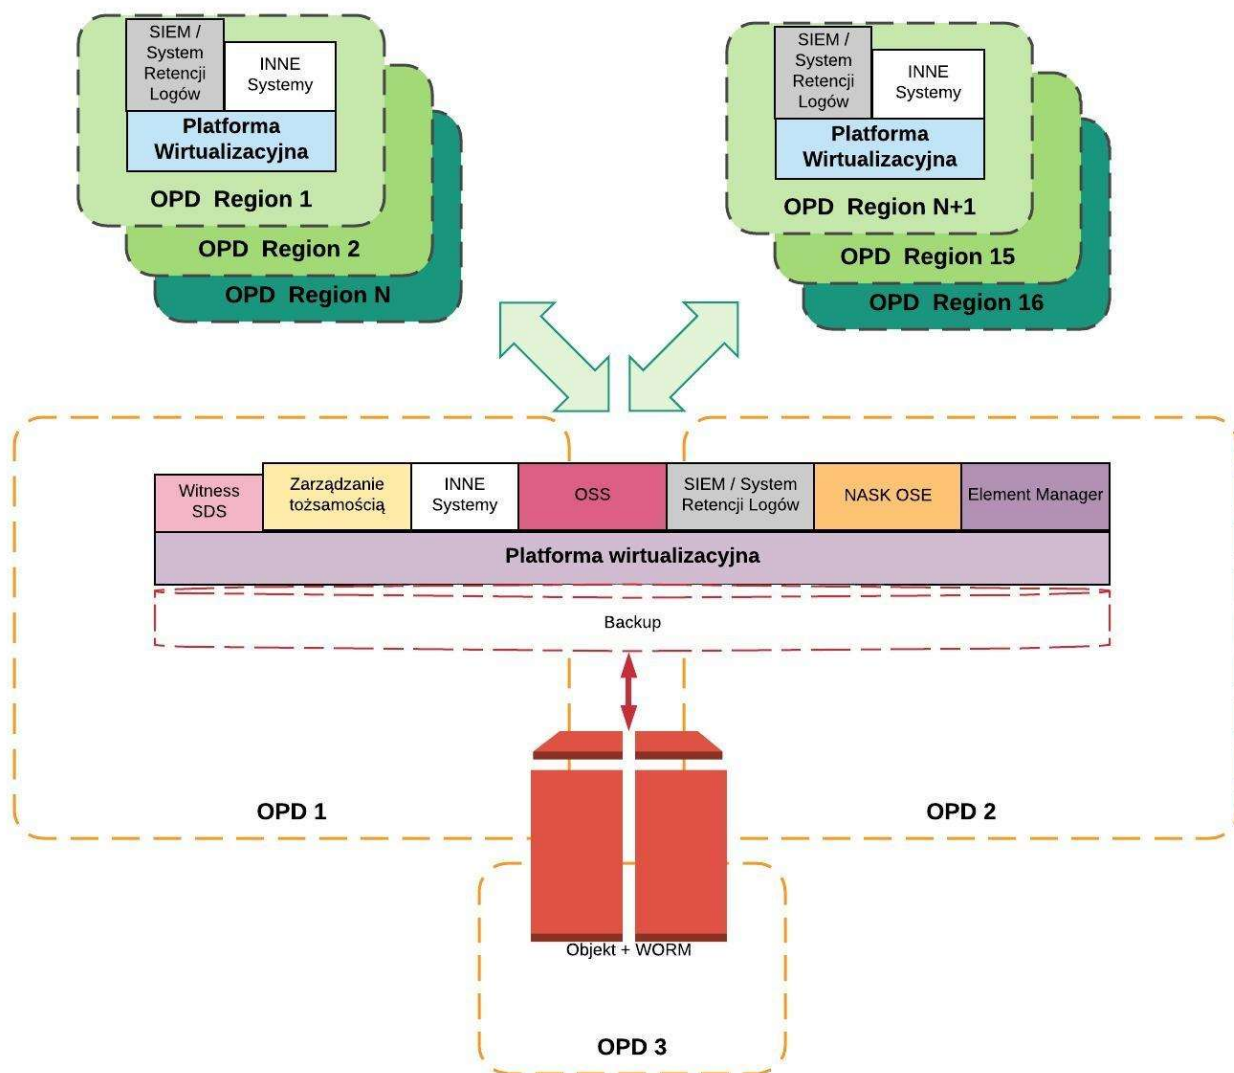 SIEM /
System
Retencji
Logów
INNE
Systemy
Platforma
Wirtualizacyjna
OPD Region 1
OPD Region 2
OPD Region N
SIEM /
System
Retencji
Logów
INNE
Systemy
Platforma
Wirtualizacyjna
OPD Region N+1
OPD Region 15
OPD Region 16
Witness
SDS
Zarządzanie
tożsamością
INNE
Systemy
OSS
SIEM / System
Retencji Logów
NASK OSE
Element Manager
Platforma wirtualizacyjna
Backup
OPD 1
OPD 2
Objekt + WORM
OPD 3